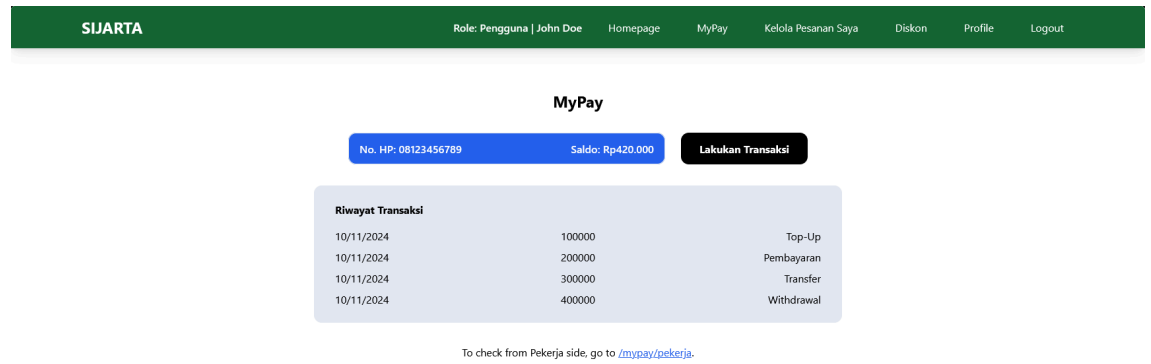 SIJARTA Role: Pengguna | John Doe Homepage MyPay Kelola Pesanan Saya Diskon Profile Logout
MyPay
No. HP: 08123456789 Saldo: Rp420.000 Lakukan Transaksi
Riwayat Transaksi
10/11/2024 100000 Top-Up
10/11/2024 200000 Pembayaran
10/11/2024 300000 Transfer
10/11/2024 400000 Withdrawal
To check from Pekerja side, go to /mypay/pekerja.